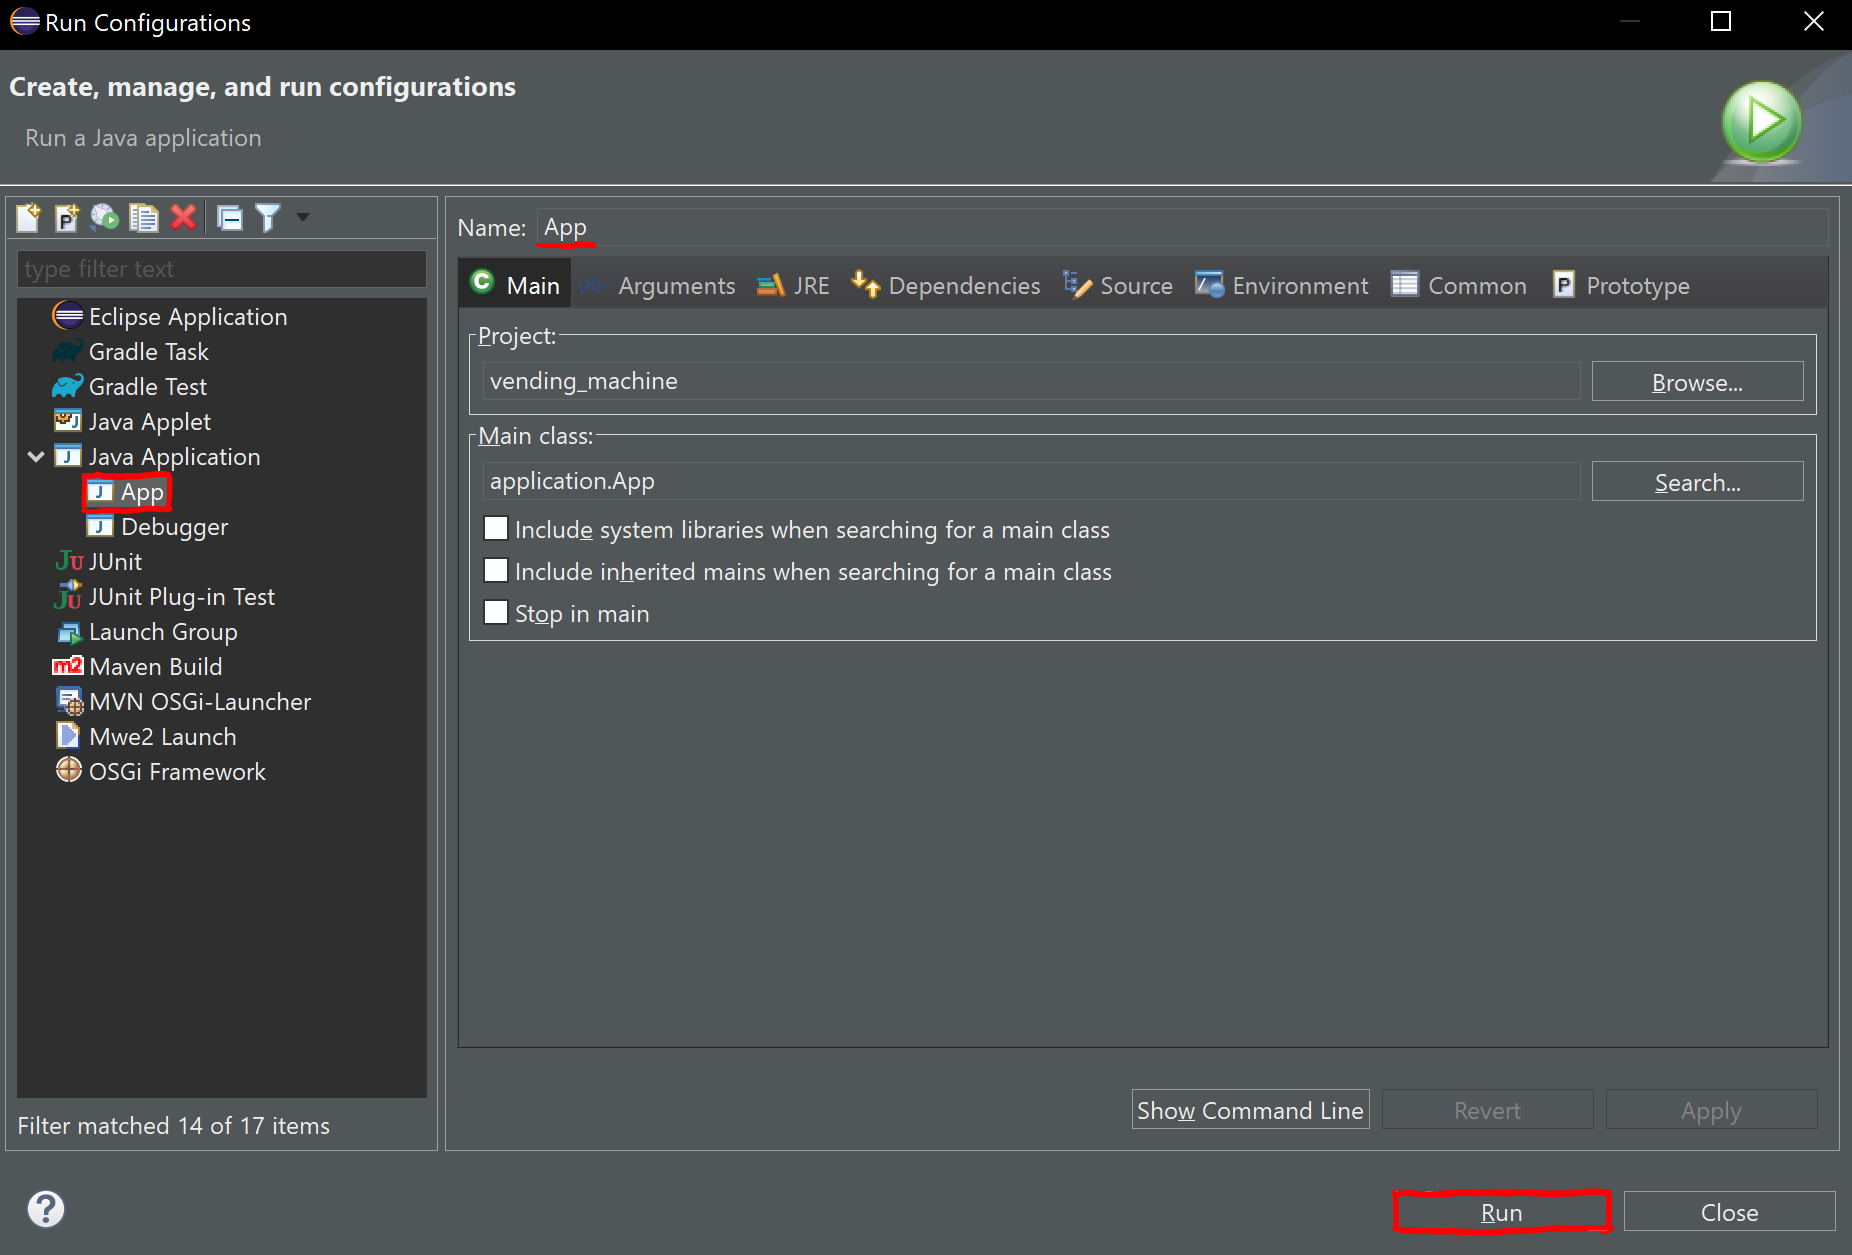 Run Configurations
Create, manage, and run configurations
Run a Java application
type filter text
Eclipse Application
Gradle Task
Gradle Test
Java Applet
Java Application
App
Debugger
JUnit
JUnit Plug-in Test
Launch Group
Maven Build
MVN OSGi-Launcher
Mwe2 Launch
OSGi Framework
Filter matched 14 of 17 items
Name: App
Main Arguments JRE Dependencies Source Environment Common Prototype
Project:
vending_machine Browse...
Main class:
application.App Search...
Include system libraries when searching for a main class
Include inherited mains when searching for a main class
Stop in main
Show Command Line Revert Apply
Run Close